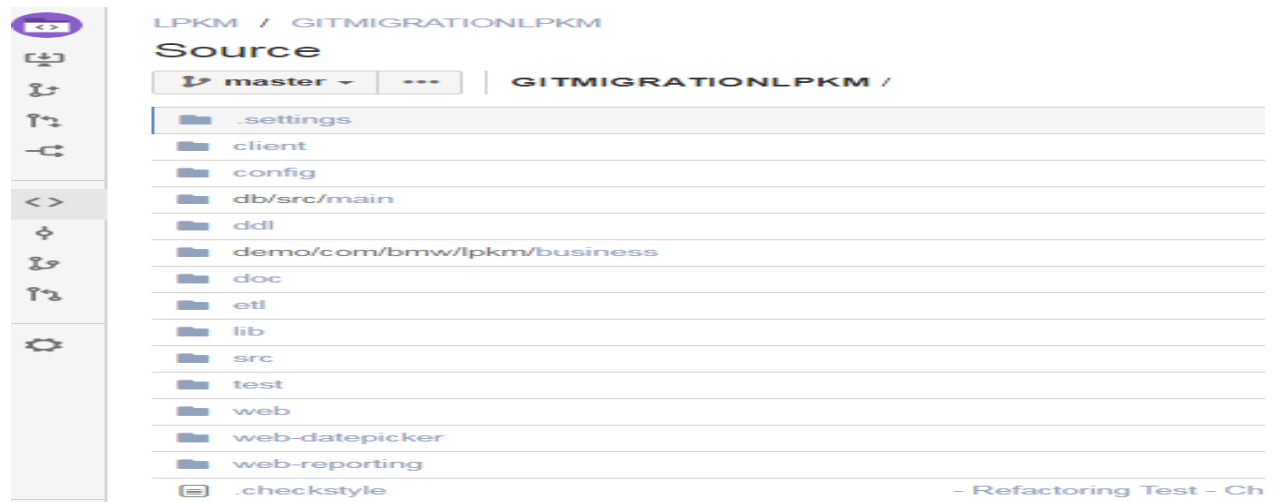 LPKM / GITMIGRATIONLPKM
Source
master ••• GITMIGRATIONLPKM /
.settings
client
config
db/src/main
ddl
demo/com/bmw/lpkm/business
doc
etl
lib
src
test
web
web-datepicker
web-reporting
.checkstyle - Refactoring Test - Ch